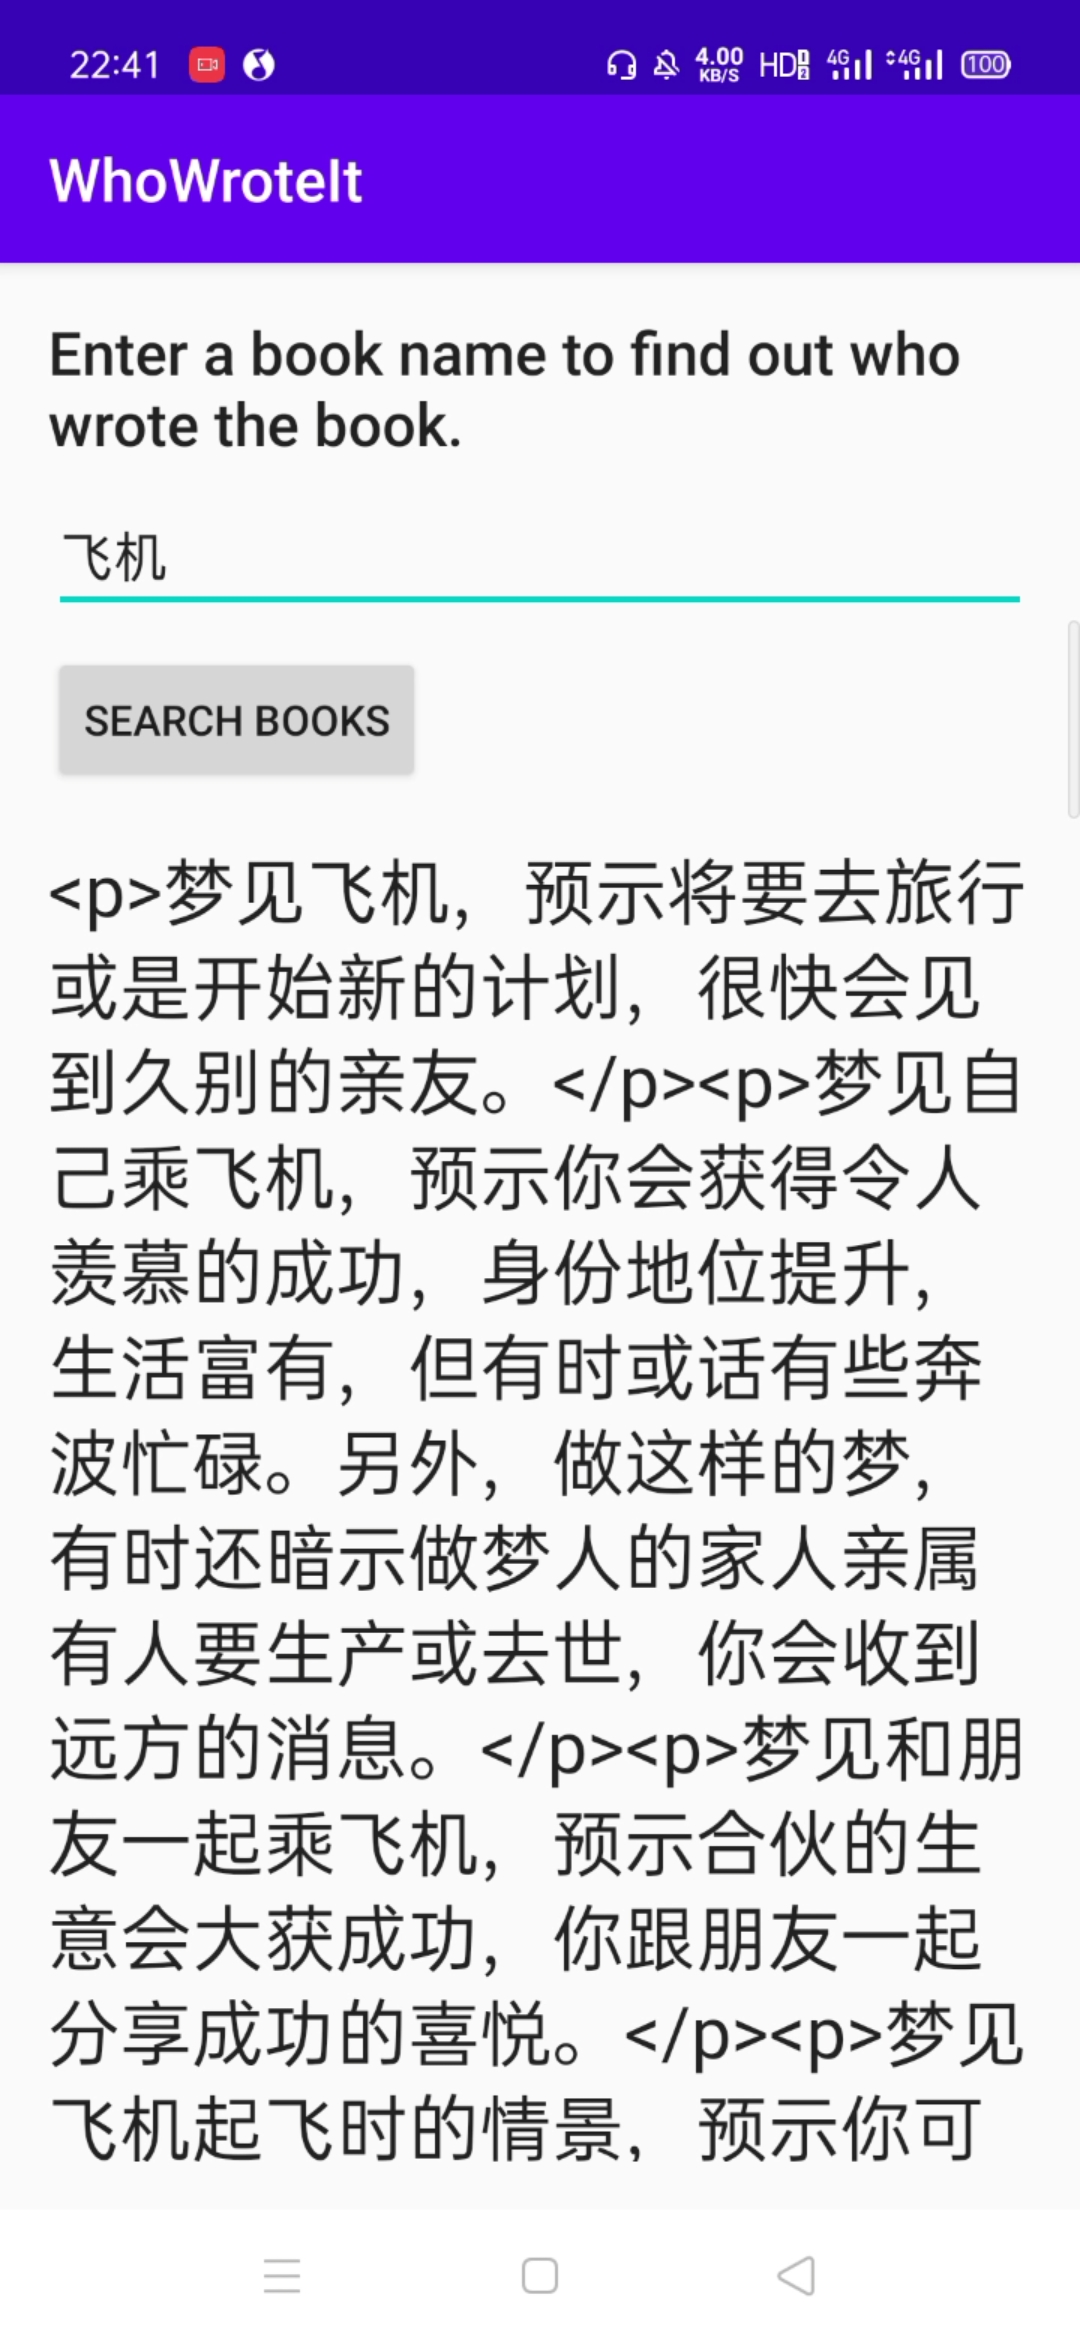 22:41
4.00 KB/S HD 4G 4G 100
WhoWroteIt
Enter a book name to find out who
wrote the book.
飞机
SEARCH BOOKS
<p>梦见飞机，预示将要去旅行
或是开始新的计划，很快会见
到久别的亲友。</p><p>梦见自
己乘飞机，预示你会获得令人
羡慕的成功，身份地位提升，
生活富有，但有时或话有些奔
波忙碌。另外，做这样的梦，
有时还暗示做梦人的家人亲属
有人要生产或去世，你会收到
远方的消息。</p><p>梦见和朋
友一起乘飞机，预示合伙的生
意会大获成功，你跟朋友一起
分享成功的喜悦。</p><p>梦见
飞机起飞时的情景，预示你可